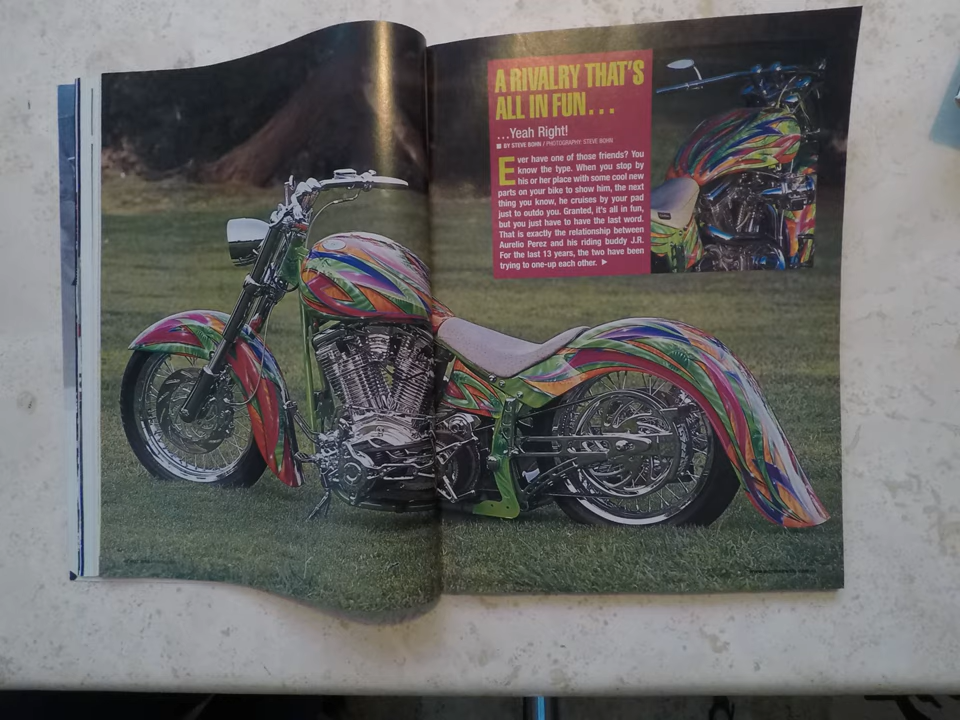 A RIVALRY THAT'S
ALL IN FUN...
...Yeah Right!
■ BY STEVE BOHN / PHOTOGRAPHY: STEVE BOHN
Ever have one of those friends? You
know the type. When you stop by
his or her place with some cool new
parts on your bike to show him, the next
thing you know, he cruises by your pad
just to outdo you. Granted, it's all in fun,
but you just have to have the last word.
That is exactly the relationship between
Aurelio Perez and his riding buddy J.R.
For the last 13 years, the two have been
trying to one-up each other. ▶